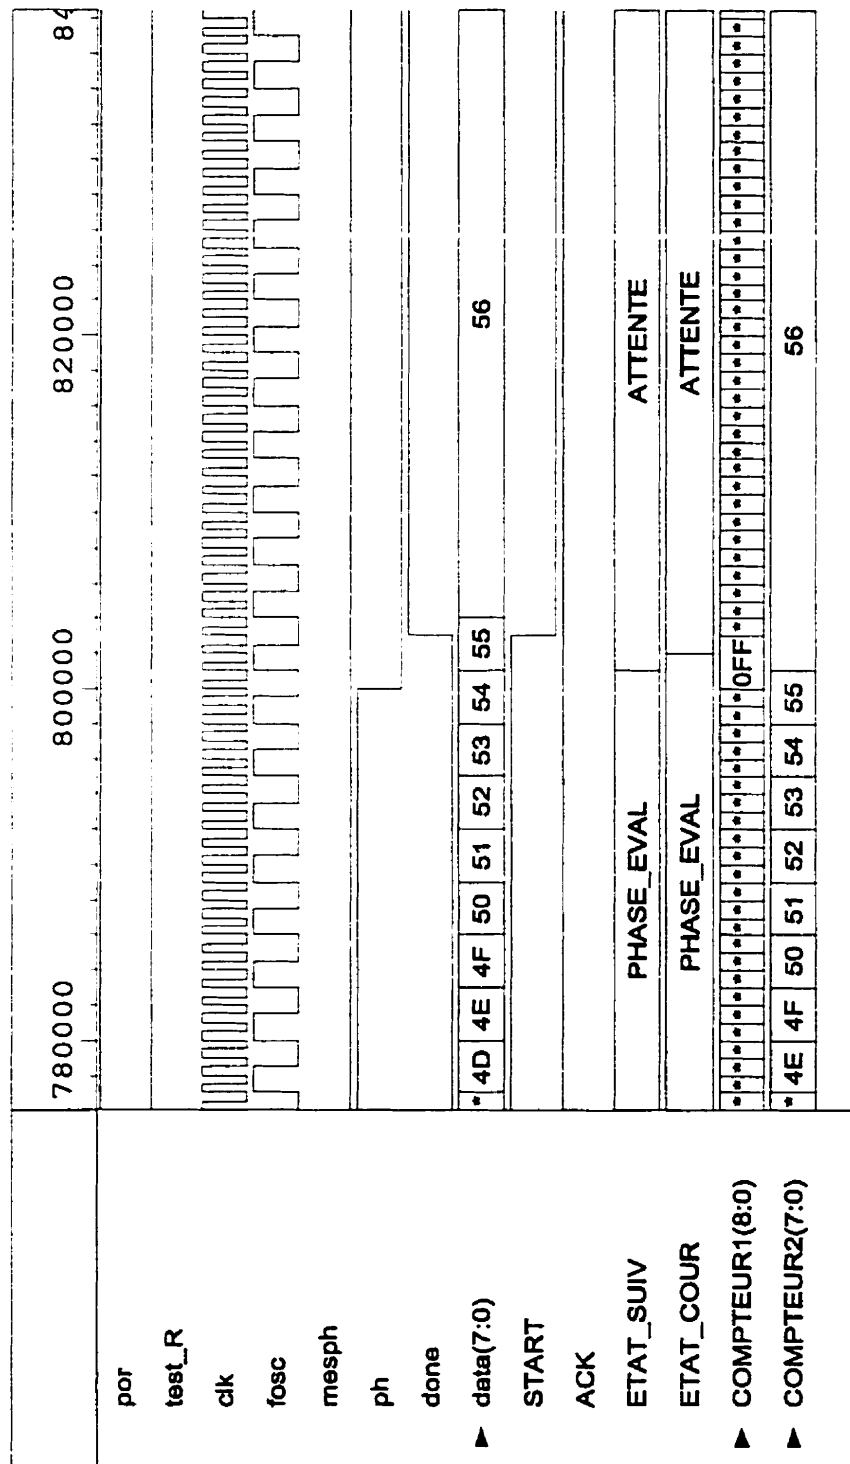 780000 800000 820000 84
por
test_R
clk
fosc
mesph
ph
done
► data(7:0) * 4D 4E 4F 50 51 52 53 54 55 56
START
ACK
ETAT_SUIV PHASE_EVAL ATTENTE
ETAT_COUR PHASE_EVAL ATTENTE
► COMPTEUR1(8:0) * * * * * * * * * * * * * * * * * * * * * * * 0FF * * * * * * * * * * * * * * * * * * * * * * * * * * * * * * * * * * *
► COMPTEUR2(7:0) * 4E 4F 50 51 52 53 54 55 56